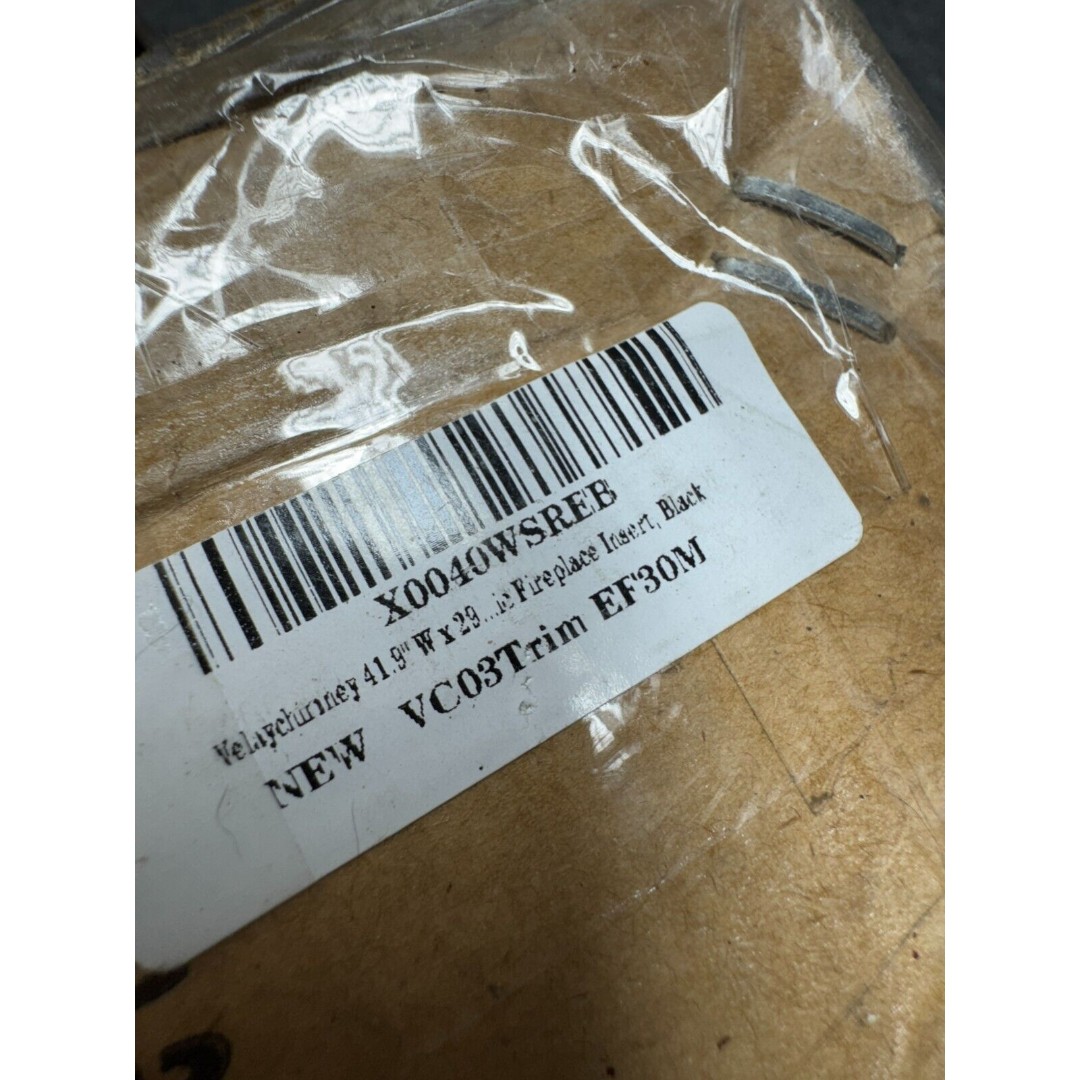 X0040WSREB
Velaychimney 41.9" W x 29...ic Fireplace Insert, Black
NEW VC03Trim EF30M